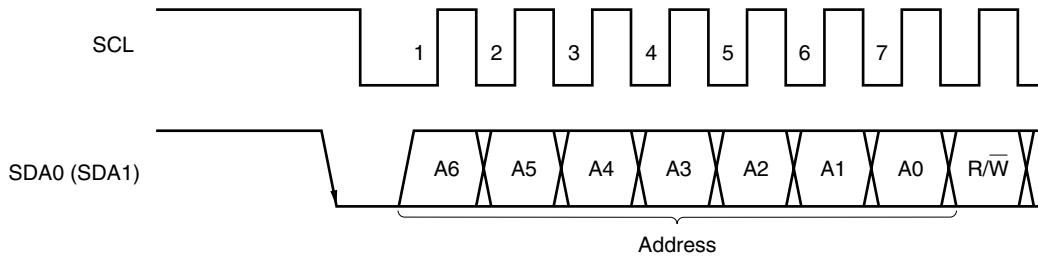 SCL 1 2 3 4 5 6 7
SDA0 (SDA1) A6 A5 A4 A3 A2 A1 A0 R/W̅
Address